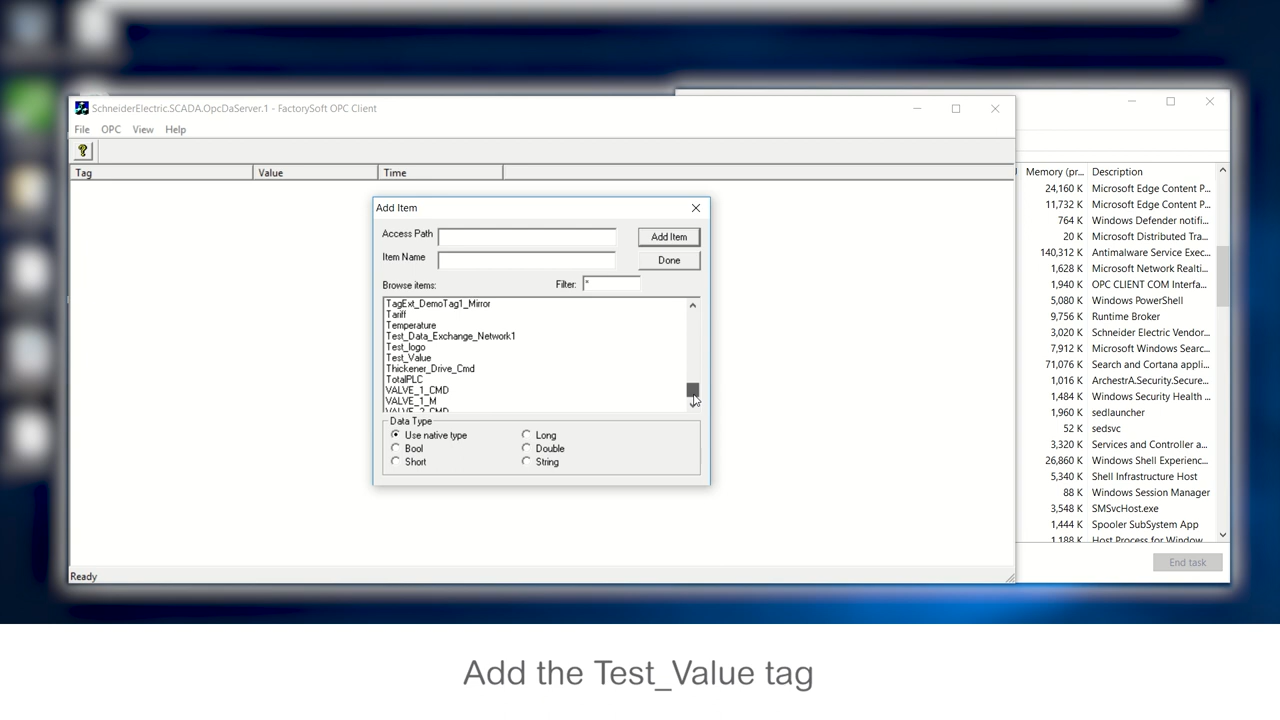 SchneiderElectric.SCADA.OpcDaServer.1 - FactorySoft OPC Client
File OPC View Help
Tag Value Time
Add Item
Access Path
Add Item
Item Name
Done
Browse items:
Filter: *
TagExt_DemoTag1_Mirror
Tariff
Temperature
Test_Data_Exchange_Network1
Test_logo
Test_Value
Thickener_Drive_Cmd
TotalPLC
VALVE_1_CMD
VALVE_1_M
VALVE_2_CMD
Data Type
Use native type Long
Bool Double
Short String
Ready
Memory (pr... Description
24,160 K Microsoft Edge Content P...
11,732 K Microsoft Edge Content P...
764 K Windows Defender notifi...
20 K Microsoft Distributed Tra...
140,312 K Antimalware Service Exec...
1,628 K Microsoft Network Realti...
1,940 K OPC CLIENT COM Interfa...
5,080 K Windows PowerShell
9,756 K Runtime Broker
3,020 K Schneider Electric Vendor...
7,912 K Microsoft Windows Searc...
71,076 K Search and Cortana appli...
1,016 K ArchestrA.Security.Secure...
1,484 K Windows Security Health ...
1,960 K sedlauncher
52 K sedsvc
3,320 K Services and Controller a...
26,860 K Windows Shell Experienc...
5,340 K Shell Infrastructure Host
88 K Windows Session Manager
3,548 K SMSvcHost.exe
1,444 K Spooler SubSystem App
1,188 K Host Process for Window...
End task
Add the Test_Value tag